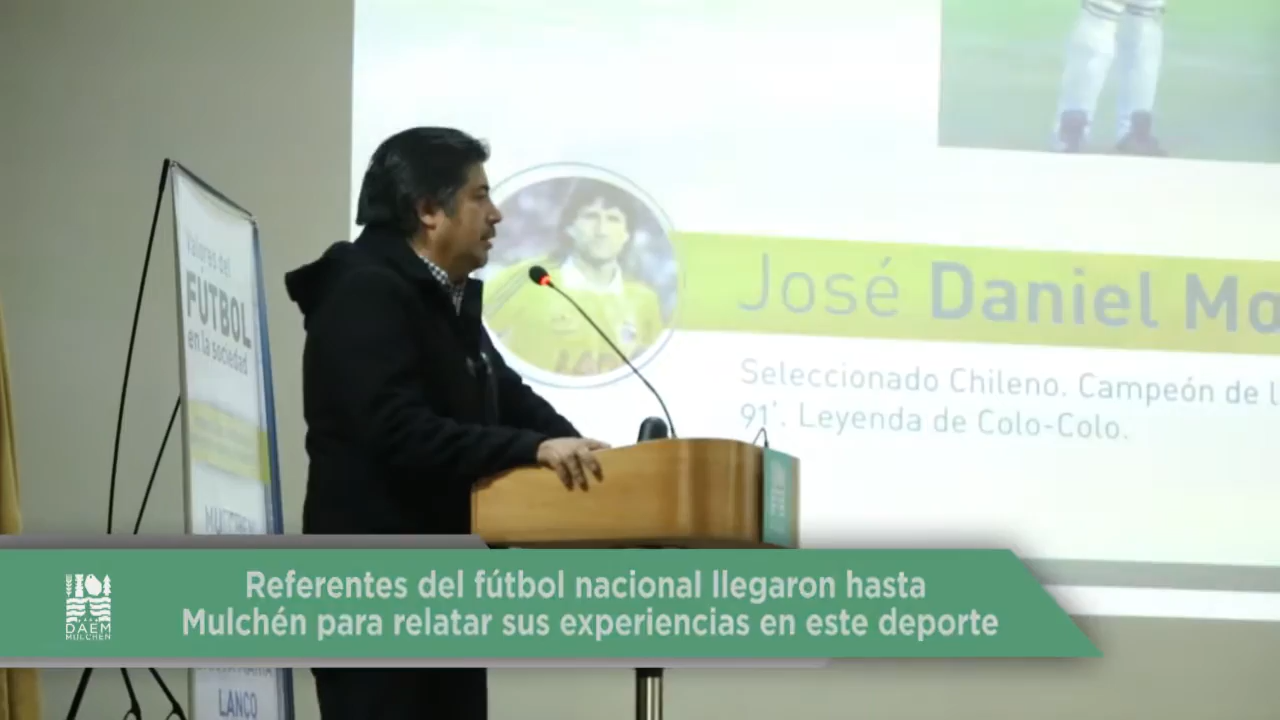 Valores del
FÚTBOL
en la sociedad
MULCHEN
LANCO
José Daniel Mo
Seleccionado Chileno. Campeón de l
91'. Leyenda de Colo-Colo.
Referentes del fútbol nacional llegaron hasta
Mulchén para relatar sus experiencias en este deporte
DAEM
MULCHÉN